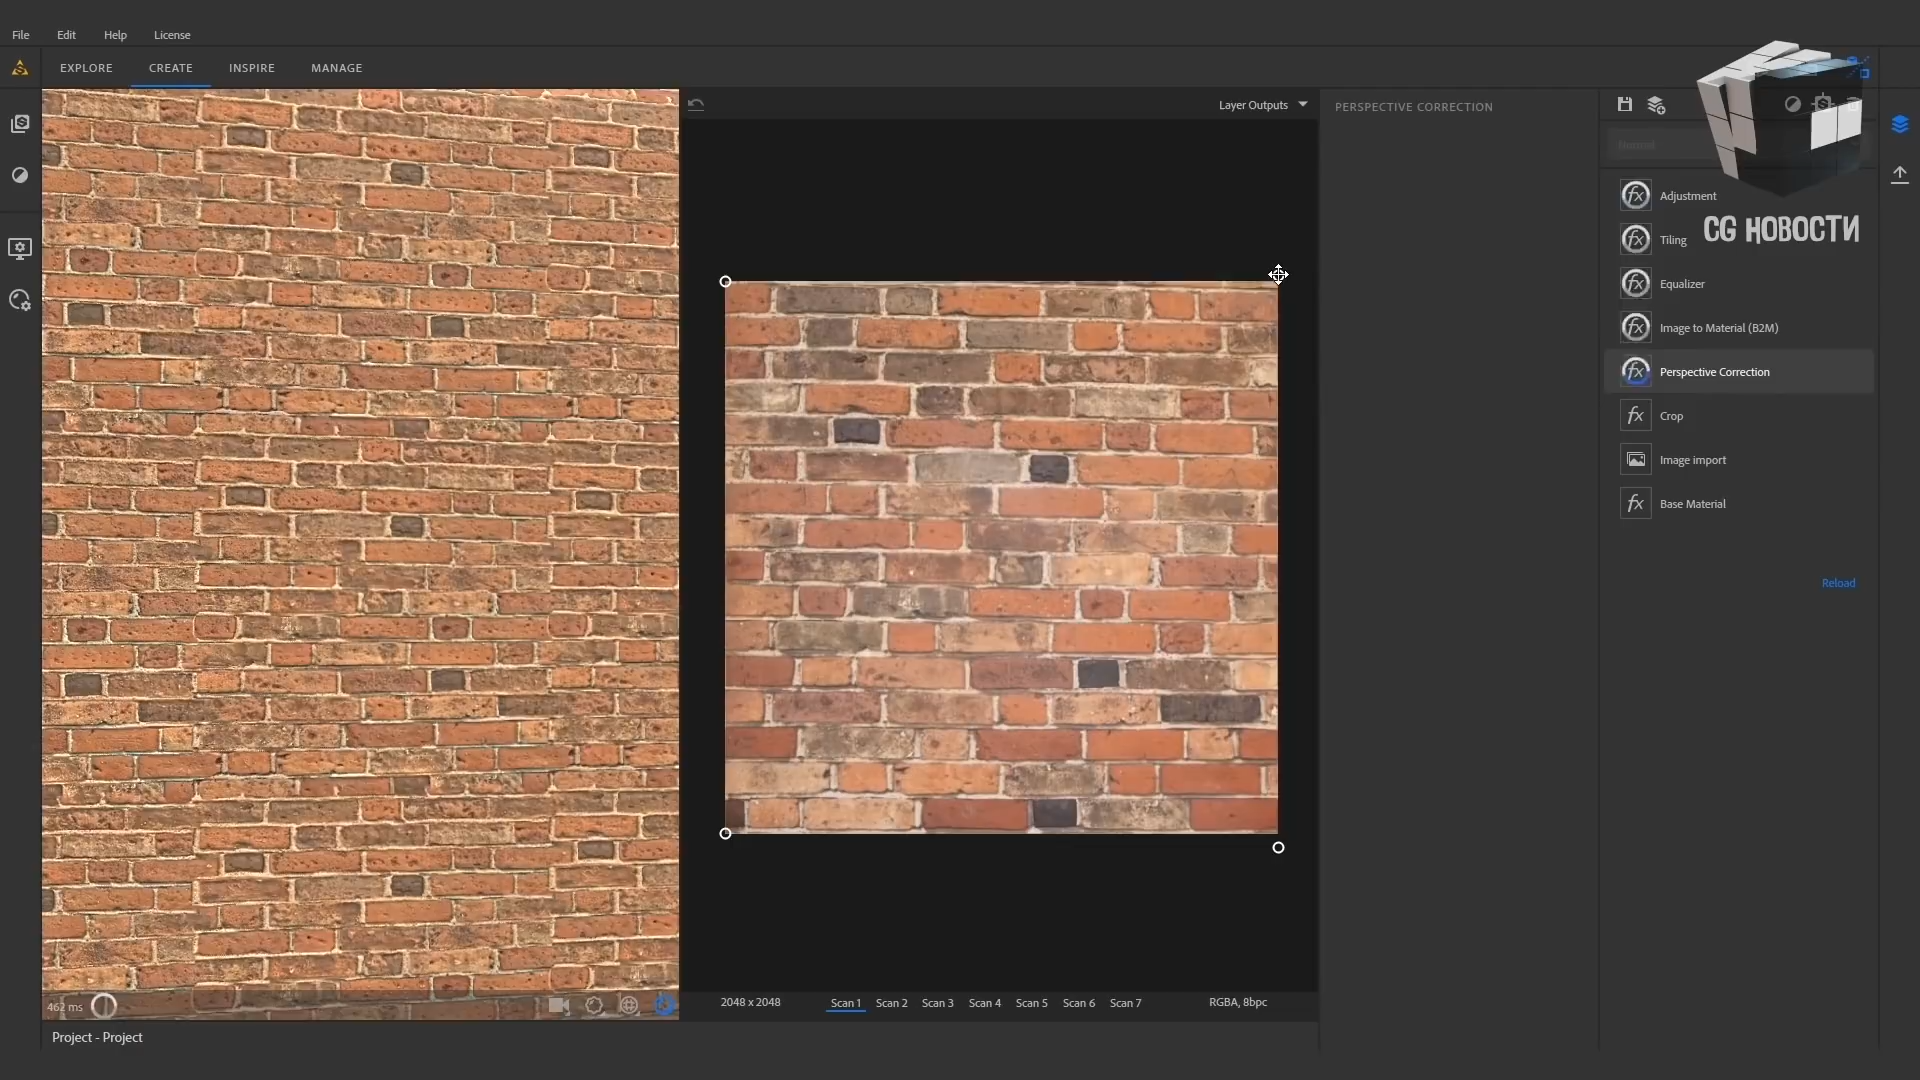 File Edit Help License
EXPLORE CREATE INSPIRE MANAGE
Layer Outputs
PERSPECTIVE CORRECTION
Adjustment
CG НОВОСТИ
Tiling
Equalizer
Image to Material (B2M)
Perspective Correction
Crop
Image import
Base Material
Reload
462 ms
2048 x 2048 Scan 1 Scan 2 Scan 3 Scan 4 Scan 5 Scan 6 Scan 7 RGBA, 8bpc
Project - Project